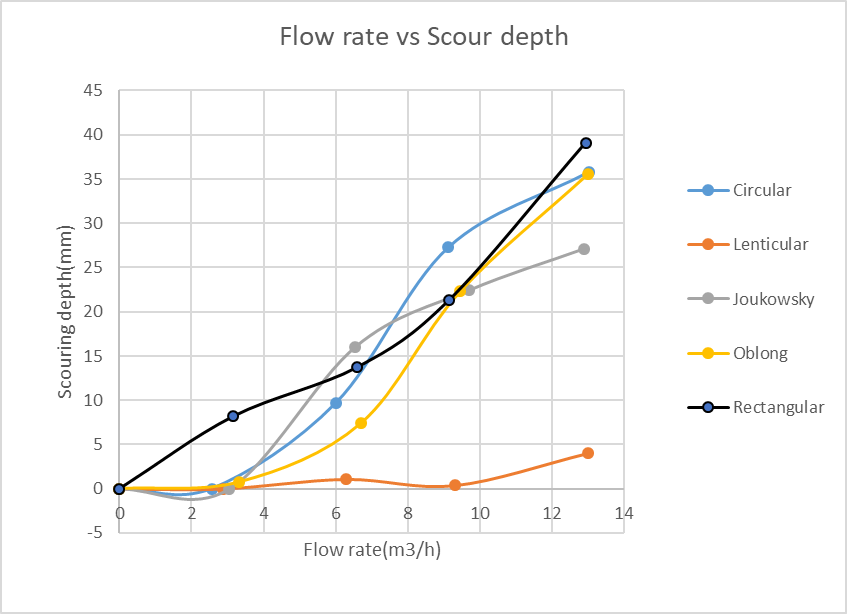 Flow rate vs Scour depth
45
40
35
30
25
20
15
10
5
0
-5
Scouring depth(mm)
0 2 4 6 8 10 12 14
Flow rate(m3/h)
Circular
Lenticular
Joukowsky
Oblong
Rectangular